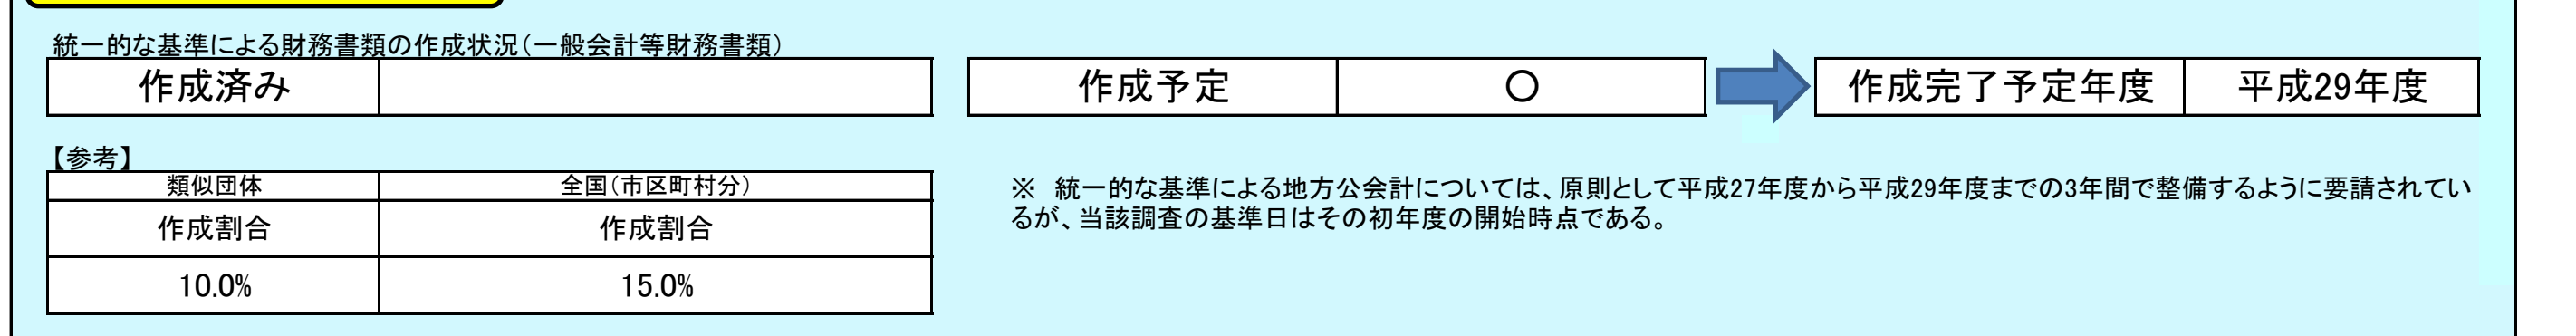 統一的な基準による財務書類の作成状況（一般会計等財務書類）
作成済み
作成予定 ○
作成完了予定年度 平成29年度
【参考】
類似団体 全国（市区町村分）
作成割合 作成割合
10.0% 15.0%
※ 統一的な基準による地方公会計については、原則として平成27年度から平成29年度までの3年間で整備するように要請されてい
るが、当該調査の基準日はその初年度の開始時点である。